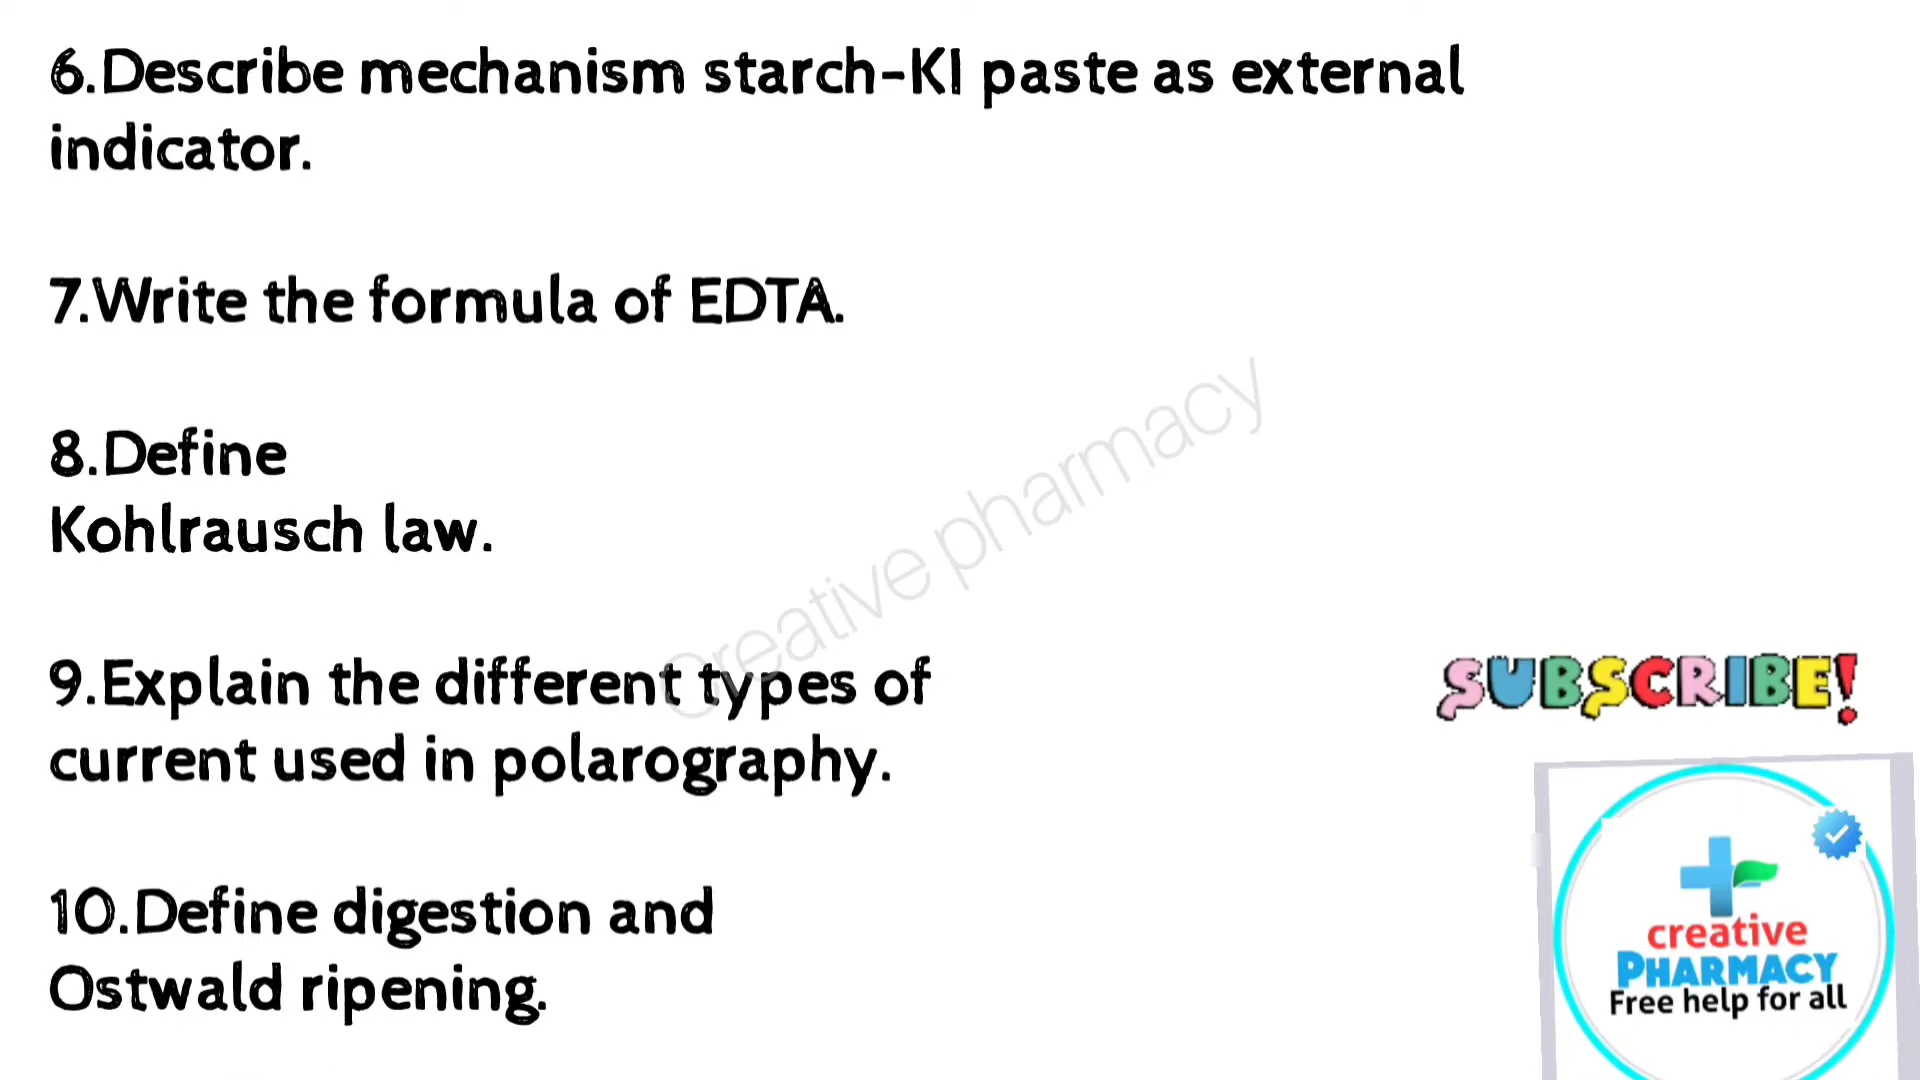 6.Describe mechanism starch-KI paste as external
indicator.
7.Write the formula of EDTA.
8.Define
Kohlrausch law.
9.Explain the different types of
current used in polarography.
10.Define digestion and
Ostwald ripening.
Creative pharmacy
SUBSCRIBE!
creative
PHARMACY
Free help for all